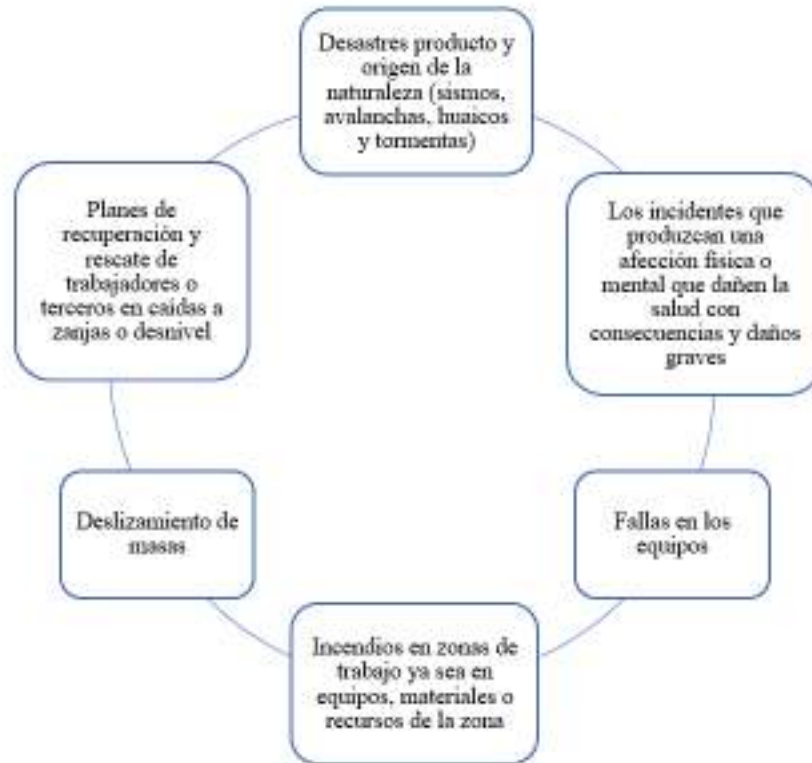 Desastres producto y
origen de la
naturaleza (sismos,
avalanchas, huaicos
y tormentas)
Los incidentes que
produzcan una
afección física o
mental que dañen la
salud con
consecuencias y daños
graves
Fallas en los
equipos
Incendios en zonas de
trabajo ya sea en
equipos, materiales o
recursos de la zona
Deslizamiento de
masas
Planes de
recuperación y
rescate de
trabajadores o
terceros en caídas a
zanjas o desnivel